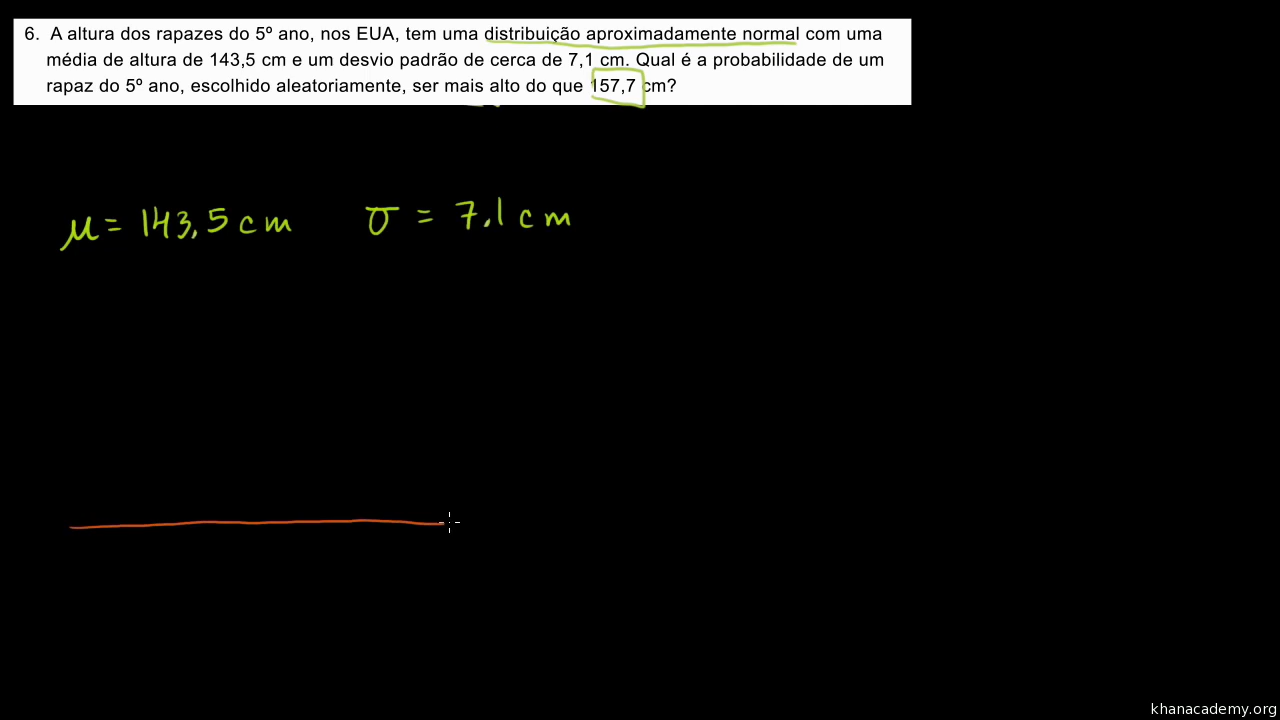 6. A altura dos rapazes do 5º ano, nos EUA, tem uma distribuição aproximadamente normal com uma
média de altura de 143,5 cm e um desvio padrão de cerca de 7,1 cm. Qual é a probabilidade de um
rapaz do 5º ano, escolhido aleatoriamente, ser mais alto do que 157,7 cm?
μ = 143,5 cm σ = 7.1 cm
khanacademy.org